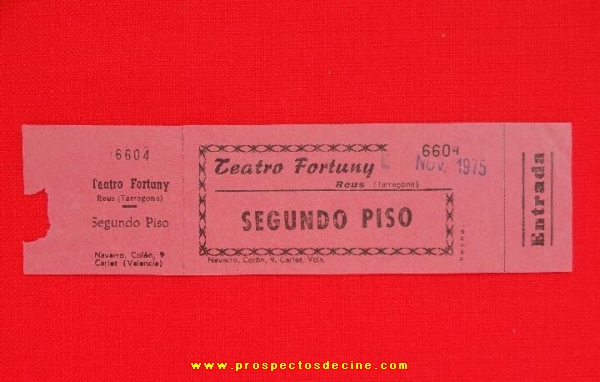 6604
Teatro Fortuny
Reus (Tarragona)
Segundo Piso
Navarro, Colón, 9
Carlet (Valencia)
Teatro Fortuny
Reus (Tarragona)
6604
NOV. 1975
SEGUNDO PISO
Navarro, Colón, 9, Carlet, Vcia.
Fecha
Entrada
www.prospectosdecine.com